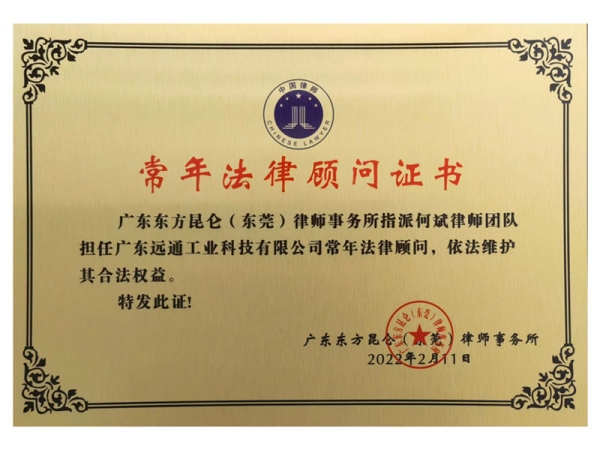 中国律师
CHINESE LAWYER
常年法律顾问证书
广东东方昆仑（东莞）律师事务所指派何斌律师团队
担任广东远通工业科技有限公司常年法律顾问，依法维护
其合法权益。
特发此证!
广东东方昆仑（东莞）律师事务所
2022年2月11日